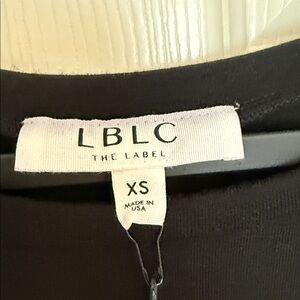 LBLC
THE LABEL
XS
MADE IN
USA